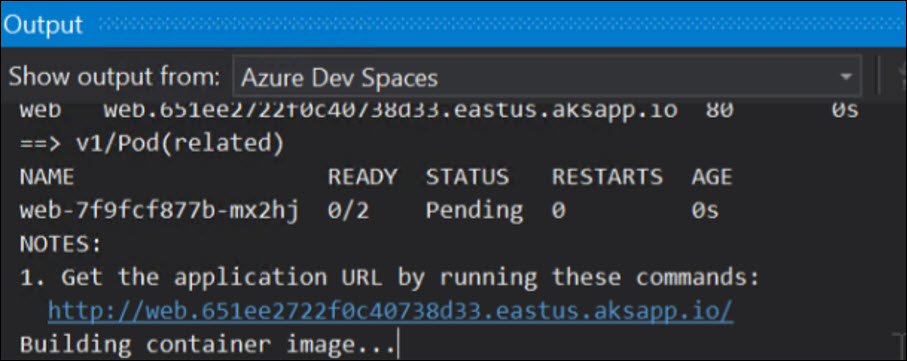 Output
Show output from: Azure Dev Spaces
web web.651ee2722f0c40738d33.eastus.aksapp.io 80 0s
==> v1/Pod(related)
NAME READY STATUS RESTARTS AGE
web-7f9fcf877b-mx2hj 0/2 Pending 0 0s
NOTES:
1. Get the application URL by running these commands:
http://web.651ee2722f0c40738d33.eastus.aksapp.io/
Building container image...